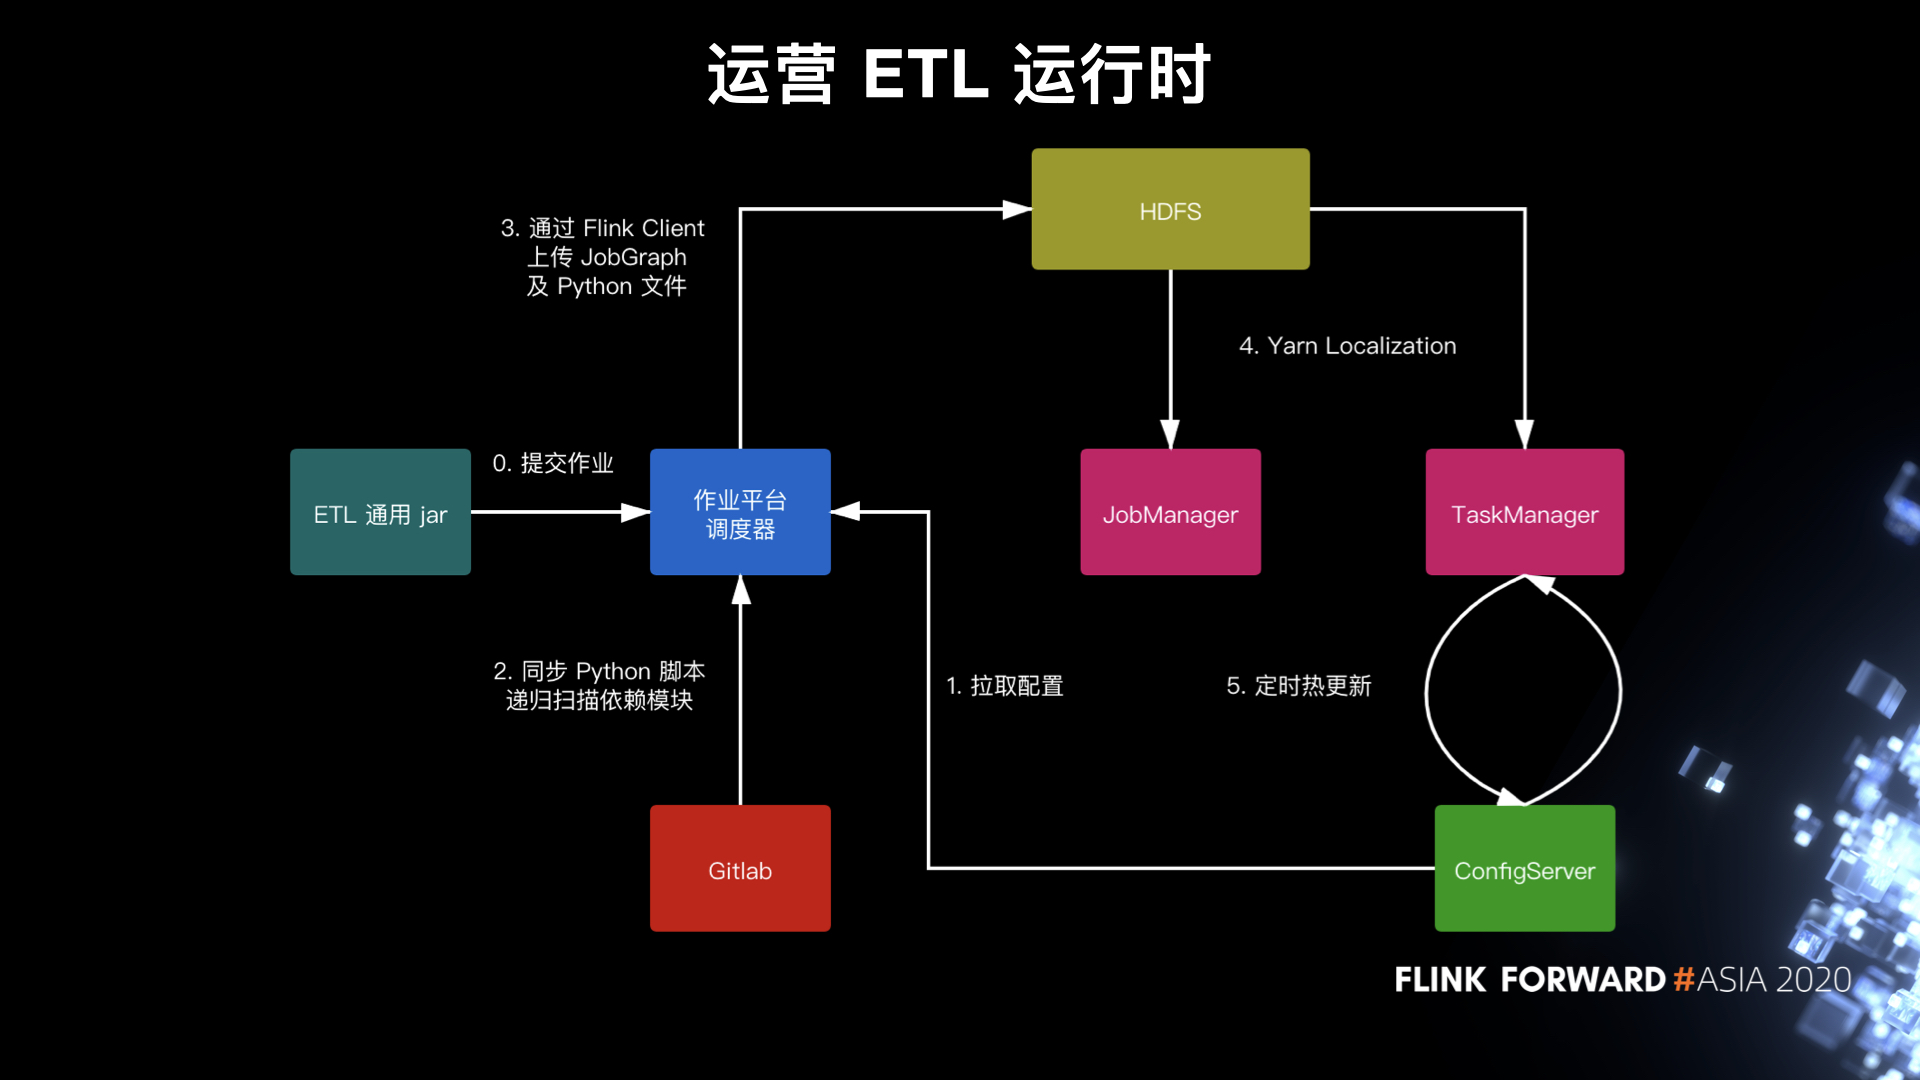 运营 ETL 运行时
HDFS
3. 通过 Flink Client
上传 JobGraph
及 Python 文件
4. Yarn Localization
0. 提交作业
ETL 通用 jar
作业平台
调度器
JobManager
TaskManager
2. 同步 Python 脚本
递归扫描依赖模块
1. 拉取配置
5. 定时热更新
Gitlab
ConfigServer
FLINK FORWARD #ASIA 2020